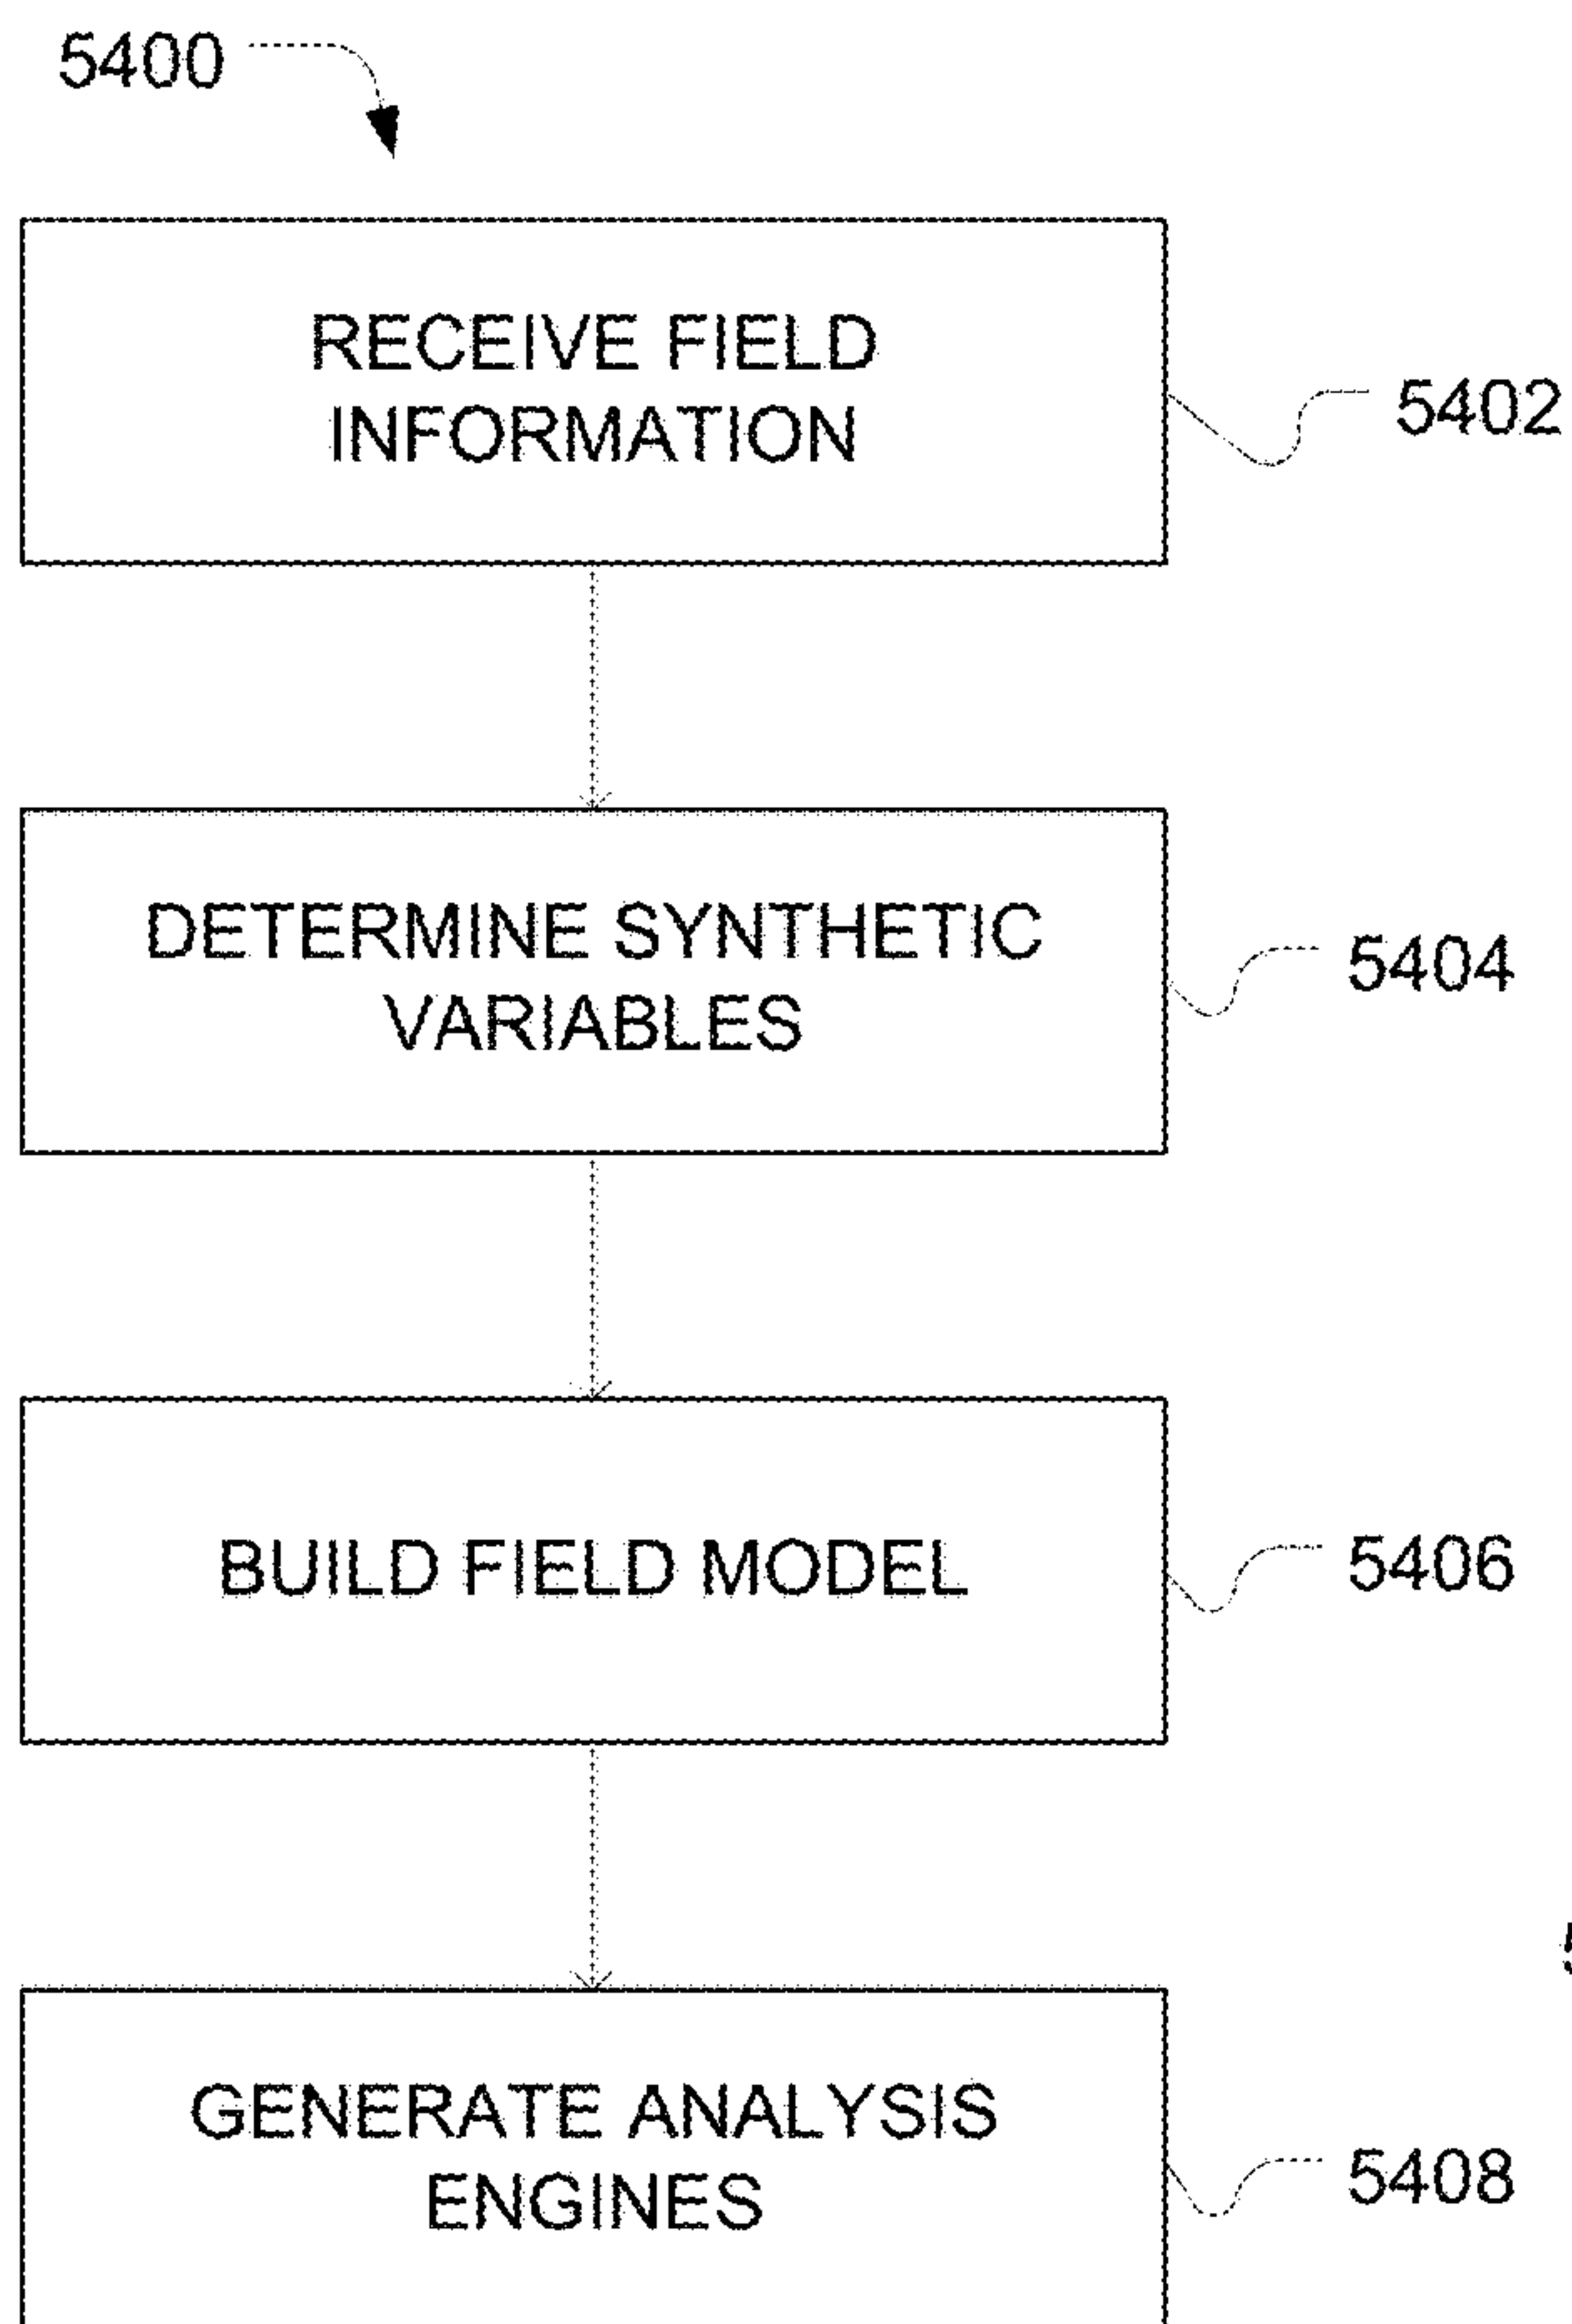 5400
RECEIVE FIELD
INFORMATION
5402
DETERMINE SYNTHETIC
VARIABLES
5404
BUILD FIELD MODEL
5406
GENERATE ANALYSIS
ENGINES
5408